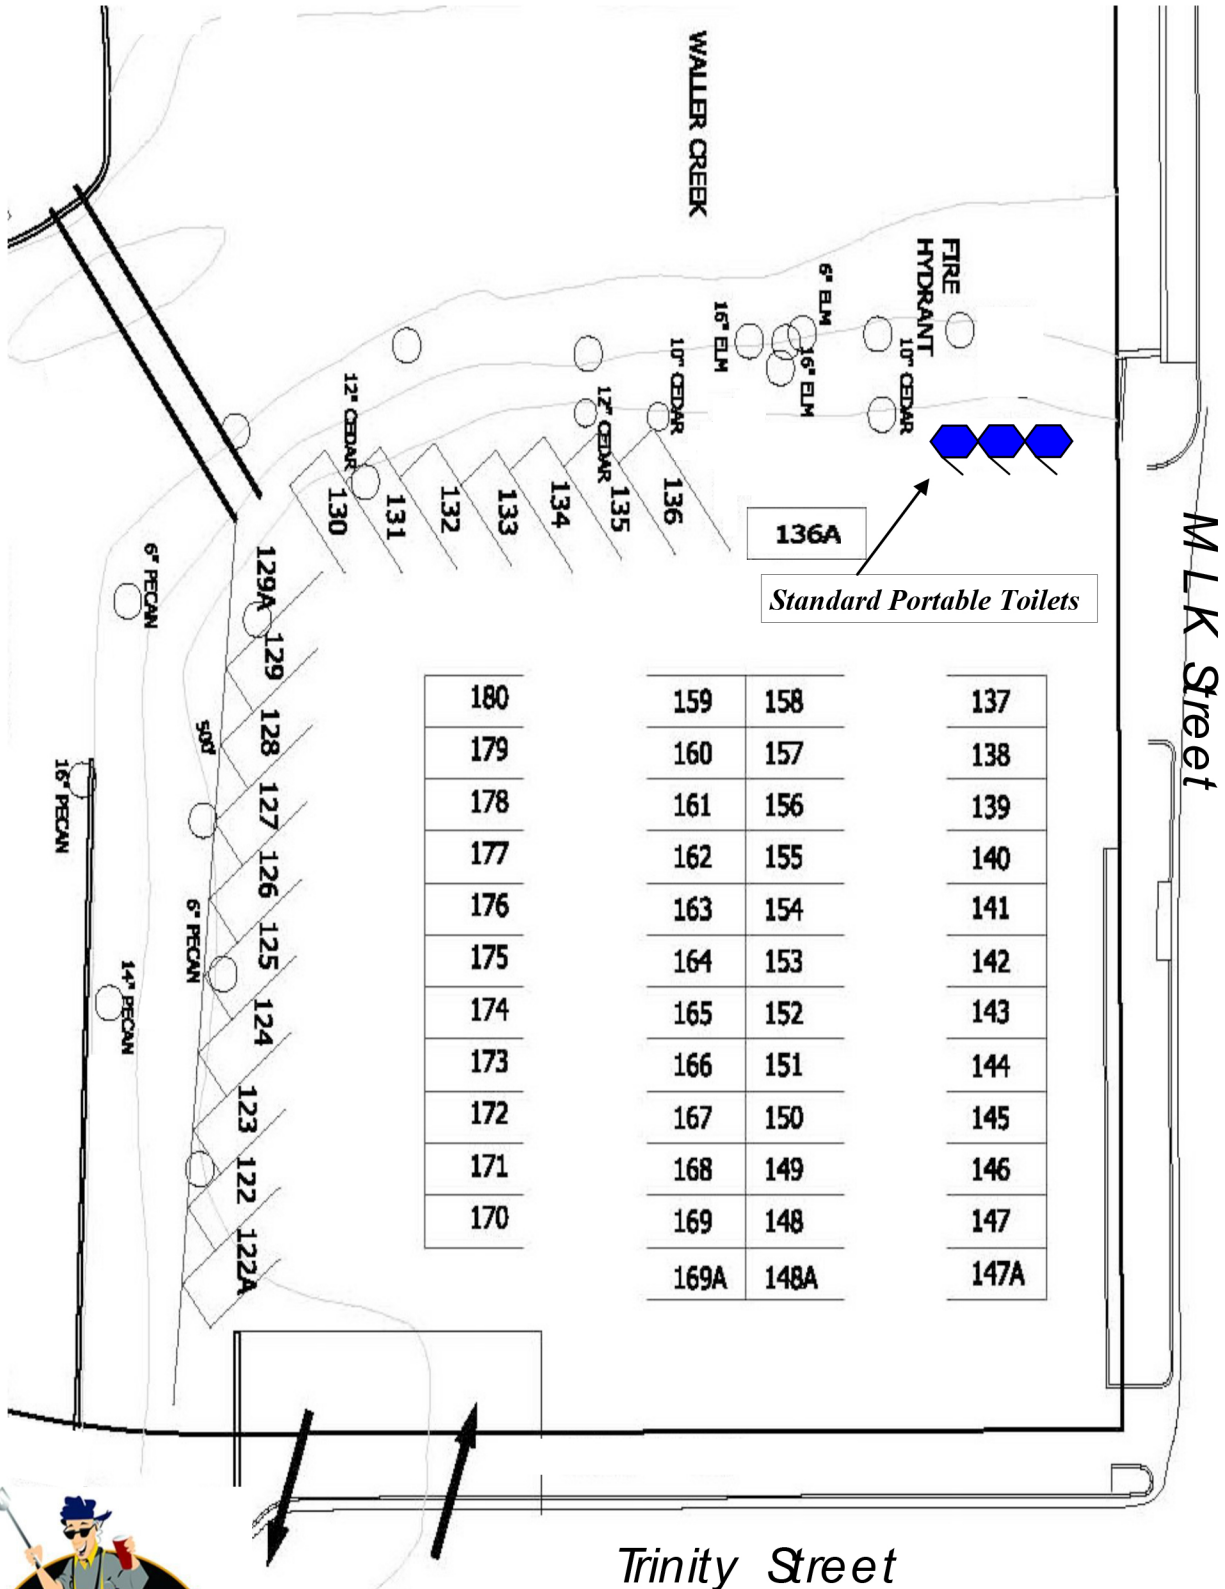 WALLER CREEK
FIRE
HYDRANT
6" ELM
16" ELM
16" ELM
10" CEDAR
10" CEDAR
12" CEDAR
12" CEDAR
130
131
132
133
134
135
136
136A
Standard Portable Toilets
MLK Street
6" PECAN
129A
129
128
127
126
125
124
123
122
122A
500'
16" PECAN
6" PECAN
14" PECAN
180
179
178
177
176
175
174
173
172
171
170
159 158
160 157
161 156
162 155
163 154
164 153
165 152
166 151
167 150
168 149
169 148
169A 148A
137
138
139
140
141
142
143
144
145
146
147
147A
Trinity Street